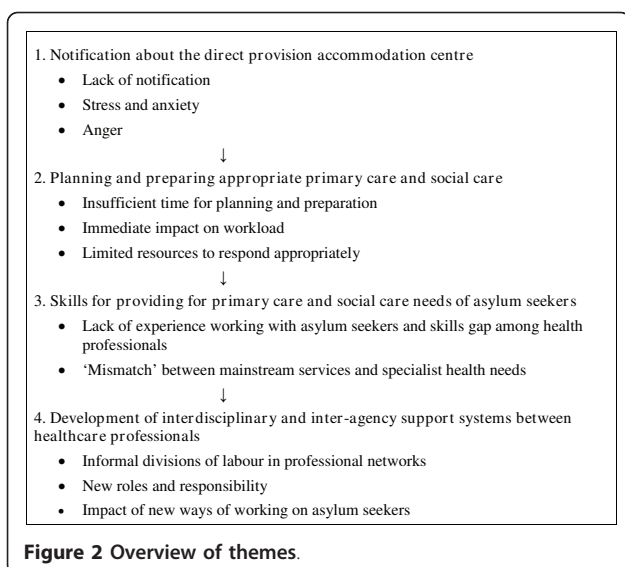 1. Notification about the direct provision accommodation centre
• Lack of notification
• Stress and anxiety
• Anger
↓
2. Planning and preparing appropriate primary care and social care
• Insufficient time for planning and preparation
• Immediate impact on workload
• Limited resources to respond appropriately
↓
3. Skills for providing for primary care and social care needs of asylum seekers
• Lack of experience working with asylum seekers and skills gap among health
professionals
• ‘Mismatch’ between mainstream services and specialist health needs
↓
4. Development of interdisciplinary and inter-agency support systems between
healthcare professionals
• Informal divisions of labour in professional networks
• New roles and responsibility
• Impact of new ways of working on asylum seekers
Figure 2 Overview of themes.